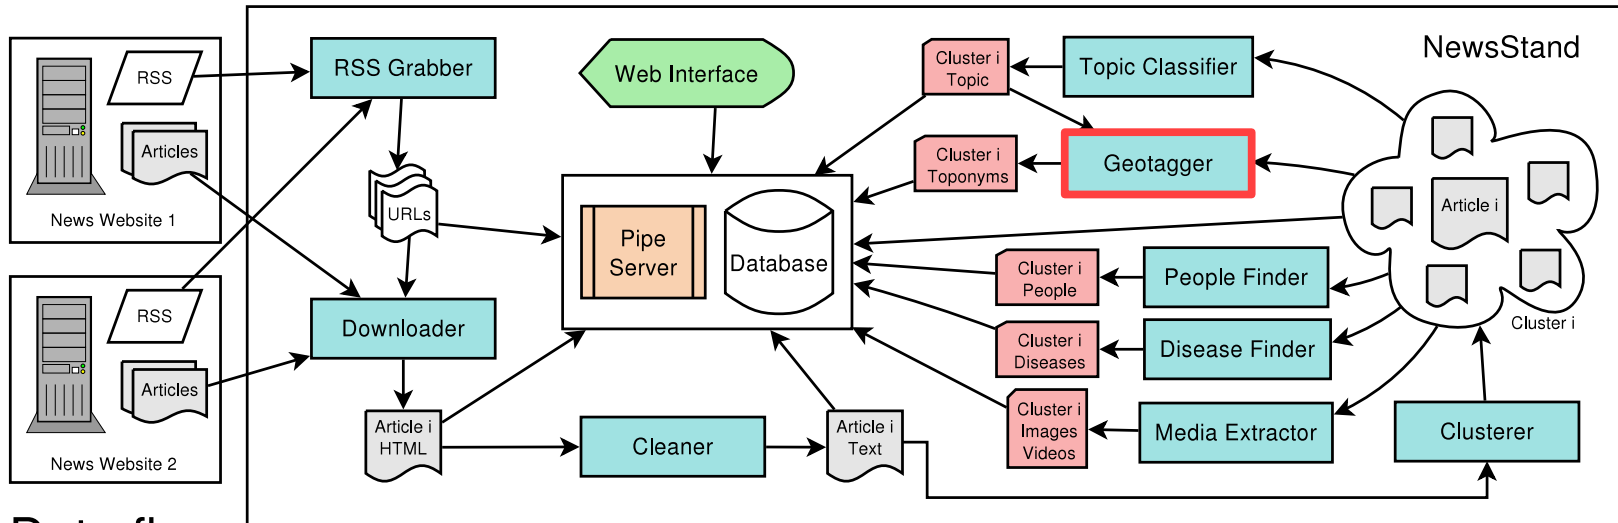 NewsStand
RSS
Articles
News Website 1
RSS
Articles
News Website 2
RSS Grabber
URLs
Downloader
Article i
HTML
Cleaner
Article i
Text
Web Interface
Pipe
Server
Database
Cluster i
Topic
Topic Classifier
Cluster i
Toponyms
Geotagger
Cluster i
People
People Finder
Cluster i
Diseases
Disease Finder
Cluster i
Images
Videos
Media Extractor
Article i
Cluster i
Clusterer